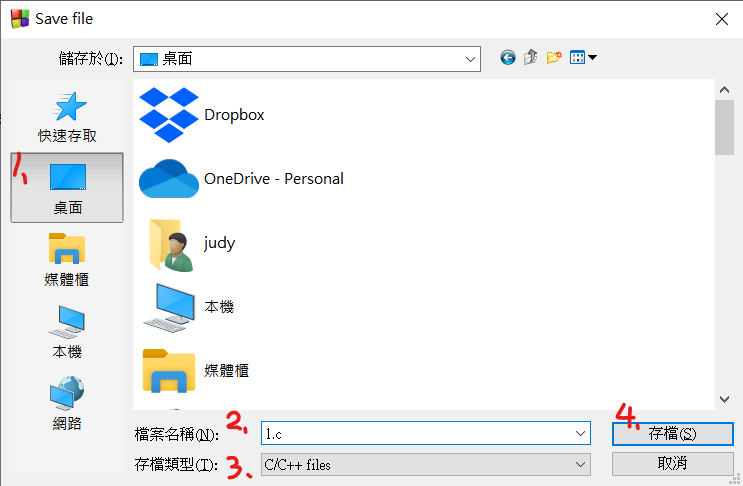 Save file
儲存於(I):
桌面
快速存取
1.
桌面
媒體櫃
本機
網路
Dropbox
OneDrive - Personal
judy
本機
媒體櫃
2.
檔案名稱(N):
1.c
4.
存檔(S)
3.
存檔類型(T):
C/C++ files
取消